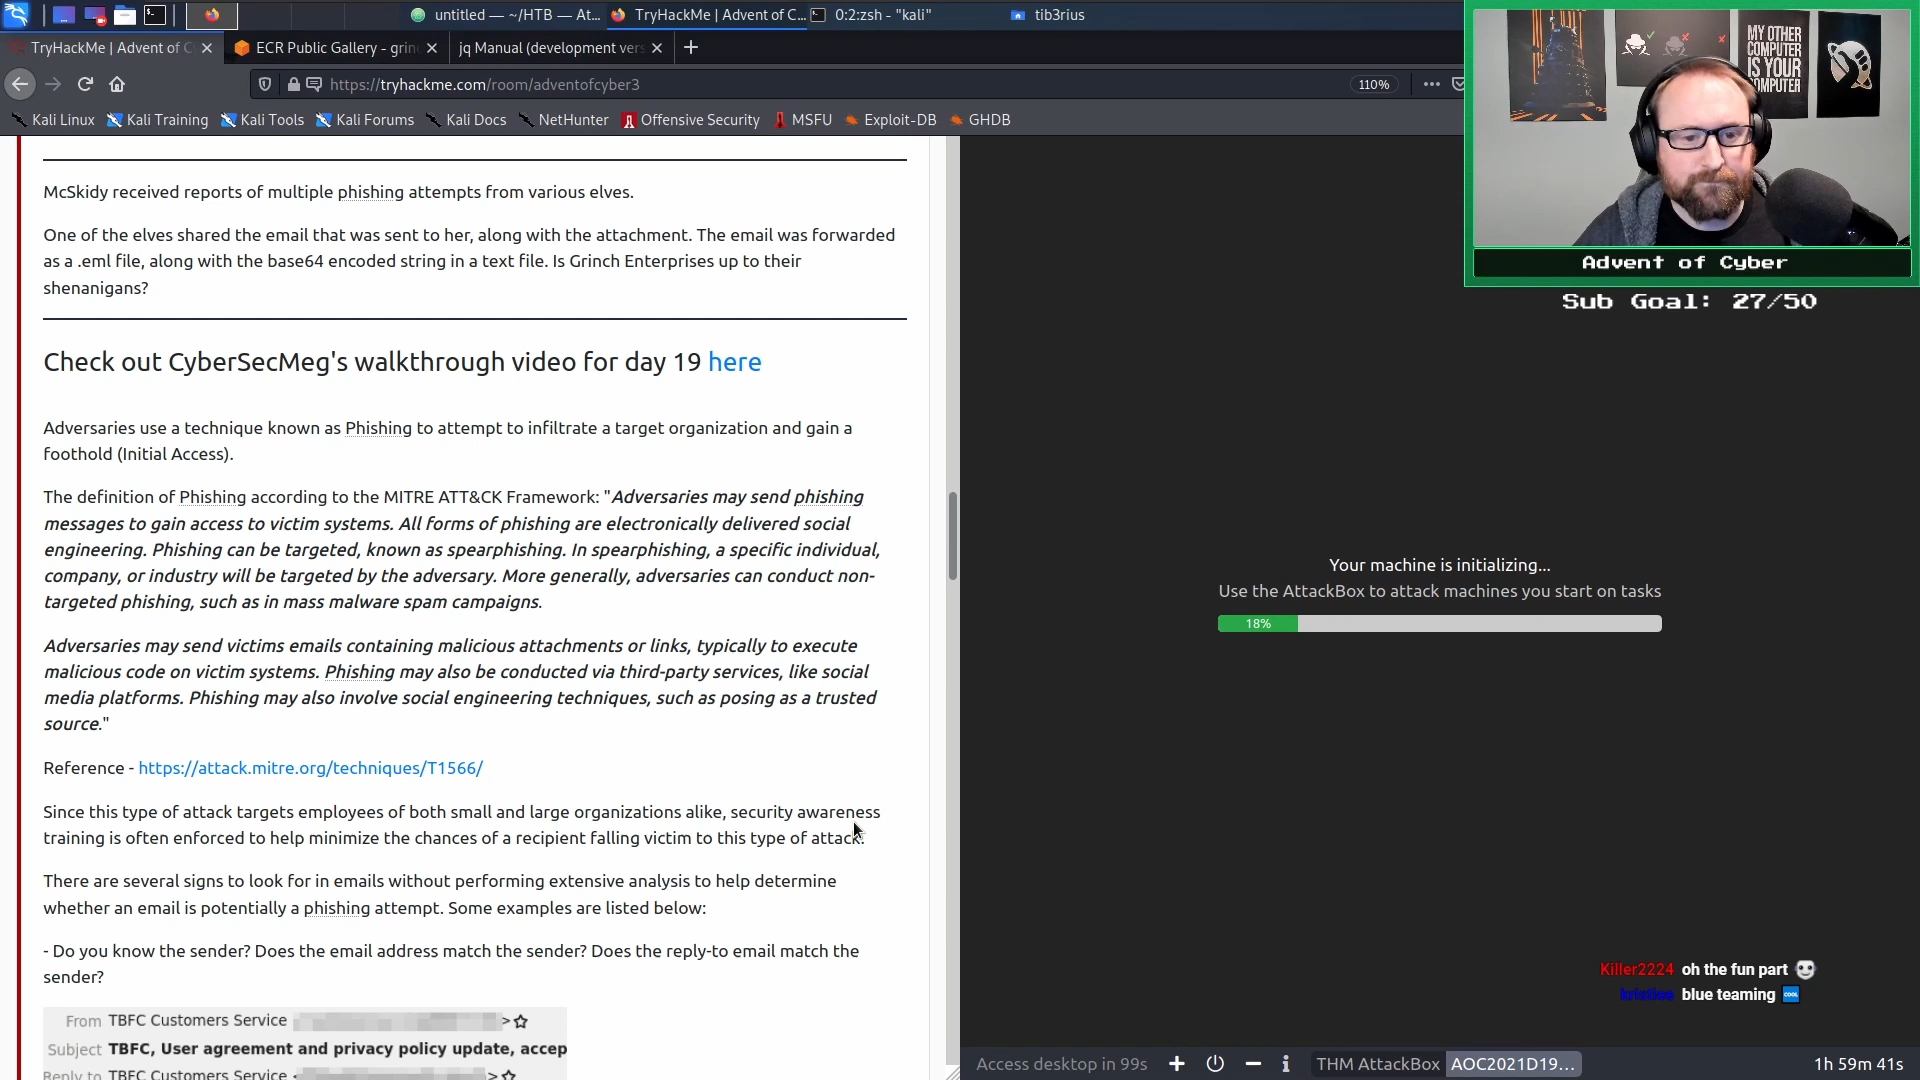 untitled — ~/HTB — At...
TryHackMe | Advent of C...
0:2:zsh - "kali"
tib3rius
TryHackMe | Advent of C
ECR Public Gallery - grin
jq Manual (development vers
https://tryhackme.com/room/adventofcyber3
110%
Kali Linux
Kali Training
Kali Tools
Kali Forums
Kali Docs
NetHunter
Offensive Security
MSFU
Exploit-DB
GHDB
MY OTHER
COMPUTER
IS YOUR
COMPUTER
Advent of Cyber
Sub Goal: 27/50
McSkidy received reports of multiple phishing attempts from various elves.
One of the elves shared the email that was sent to her, along with the attachment. The email was forwarded
as a .eml file, along with the base64 encoded string in a text file. Is Grinch Enterprises up to their
shenanigans?
Check out CyberSecMeg's walkthrough video for day 19 here
Adversaries use a technique known as Phishing to attempt to infiltrate a target organization and gain a
foothold (Initial Access).
The definition of Phishing according to the MITRE ATT&CK Framework: "Adversaries may send phishing
messages to gain access to victim systems. All forms of phishing are electronically delivered social
engineering. Phishing can be targeted, known as spearphishing. In spearphishing, a specific individual,
company, or industry will be targeted by the adversary. More generally, adversaries can conduct non-
targeted phishing, such as in mass malware spam campaigns.
Adversaries may send victims emails containing malicious attachments or links, typically to execute
malicious code on victim systems. Phishing may also be conducted via third-party services, like social
media platforms. Phishing may also involve social engineering techniques, such as posing as a trusted
source."
Reference - https://attack.mitre.org/techniques/T1566/
Since this type of attack targets employees of both small and large organizations alike, security awareness
training is often enforced to help minimize the chances of a recipient falling victim to this type of attack.
There are several signs to look for in emails without performing extensive analysis to help determine
whether an email is potentially a phishing attempt. Some examples are listed below:
- Do you know the sender? Does the email address match the sender? Does the reply-to email match the
sender?
From TBFC Customers Service >
Subject TBFC, User agreement and privacy policy update, accep
Reply to TBFC Customers Service < >
Your machine is initializing...
Use the AttackBox to attack machines you start on tasks
18%
Killer2224 oh the fun part
blue teaming COOL
Access desktop in 99s
THM AttackBox
AOC2021D19...
1h 59m 41s